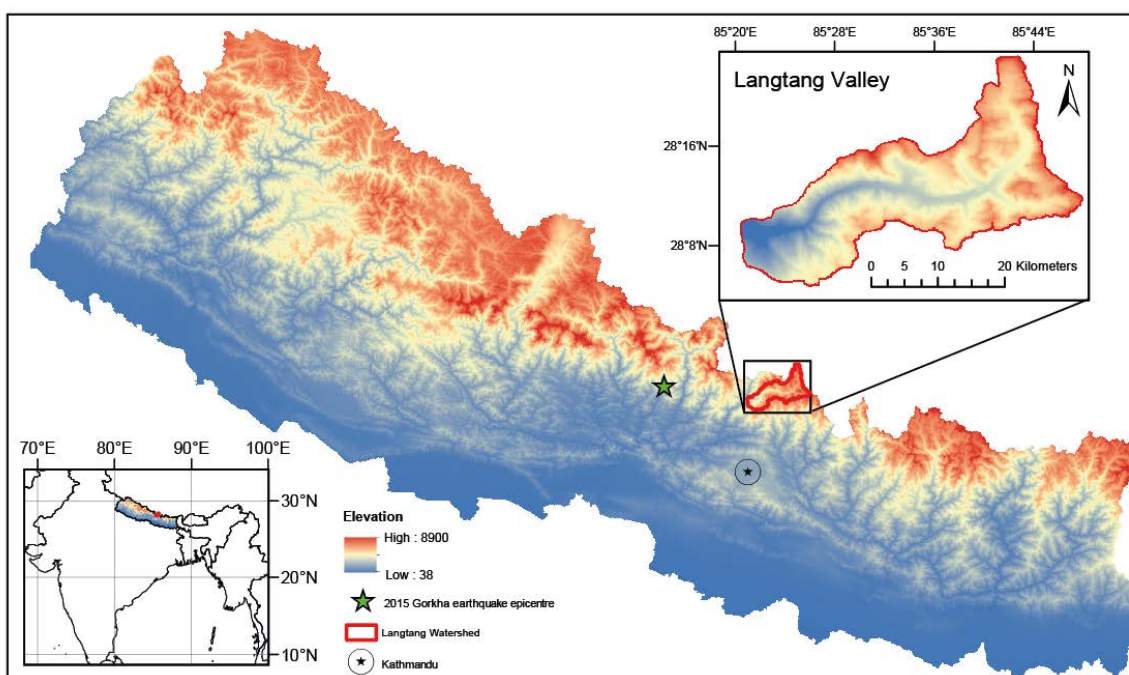 85°20'E 85°28'E 85°36'E 85°44'E
Langtang Valley
N
28°16'N
28°8'N
0 5 10 20 Kilometers
70°E 80°E 90°E 100°E
30°N
20°N
10°N
Elevation
High : 8900
Low : 38
2015 Gorkha earthquake epicentre
Langtang Watershed
Kathmandu